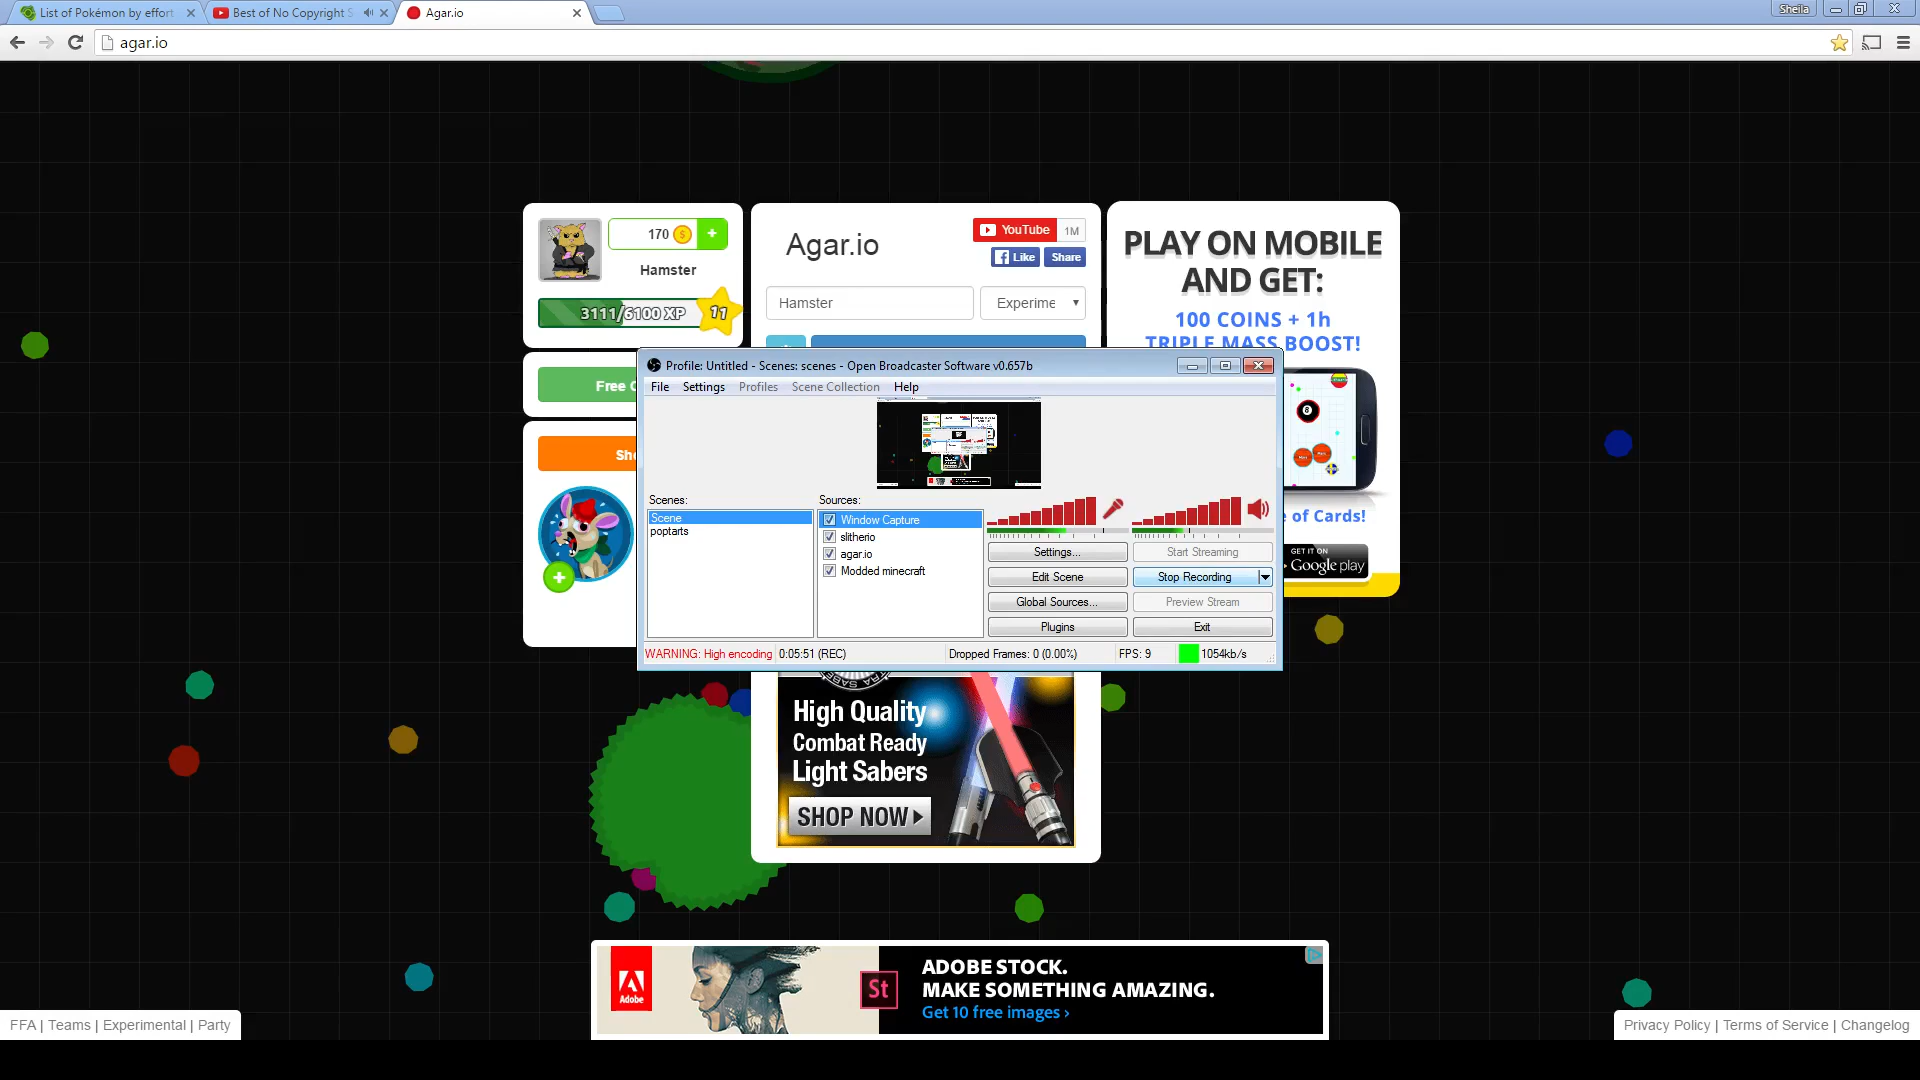 List of Pokémon by effort
Best of No Copyright S
Agar.io
Sheila
agar.io
170
Hamster
3111/6100 XP
11
Free
Agar.io
YouTube
1M
Like
Share
Hamster
Experime
PLAY ON MOBILE
AND GET:
100 COINS + 1h
TRIPLE MASS BOOST!
8
e of Cards!
GET IT ON
Google play
Profile: Untitled - Scenes: scenes - Open Broadcaster Software v0.657b
File
Settings
Profiles
Scene Collection
Help
Scenes:
Sources:
Scene
poptarts
Window Capture
slitherio
agar.io
Modded minecraft
Settings...
Start Streaming
Edit Scene
Stop Recording
Global Sources...
Preview Stream
Plugins
Exit
WARNING: High encoding
0:05:51 (REC)
Dropped Frames: 0 (0.00%)
FPS: 9
1054kb/s
High Quality
Combat Ready
Light Sabers
SHOP NOW
Adobe
St
ADOBE STOCK.
MAKE SOMETHING AMAZING.
Get 10 free images ›
FFA | Teams | Experimental | Party
Privacy Policy | Terms of Service | Changelog